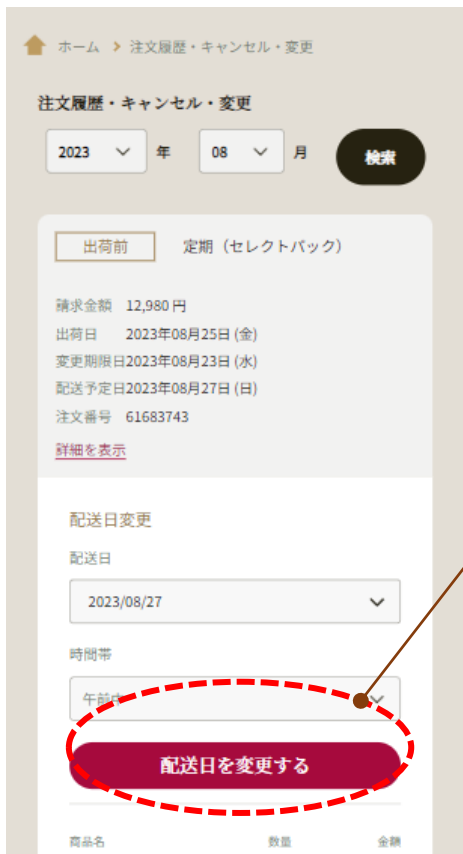 ホーム > 注文履歴・キャンセル・変更
注文履歴・キャンセル・変更
2023 年 08 月 検索
出荷前 定期（セレクトパック）
請求金額 12,980 円
出荷日 2023年08月25日 (金)
変更期限日2023年08月23日 (水)
配送予定日2023年08月27日 (日)
注文番号 61683743
詳細を表示
配送日変更
配送日
2023/08/27
時間帯
午前中
配送日を変更する
商品名 数量 金額